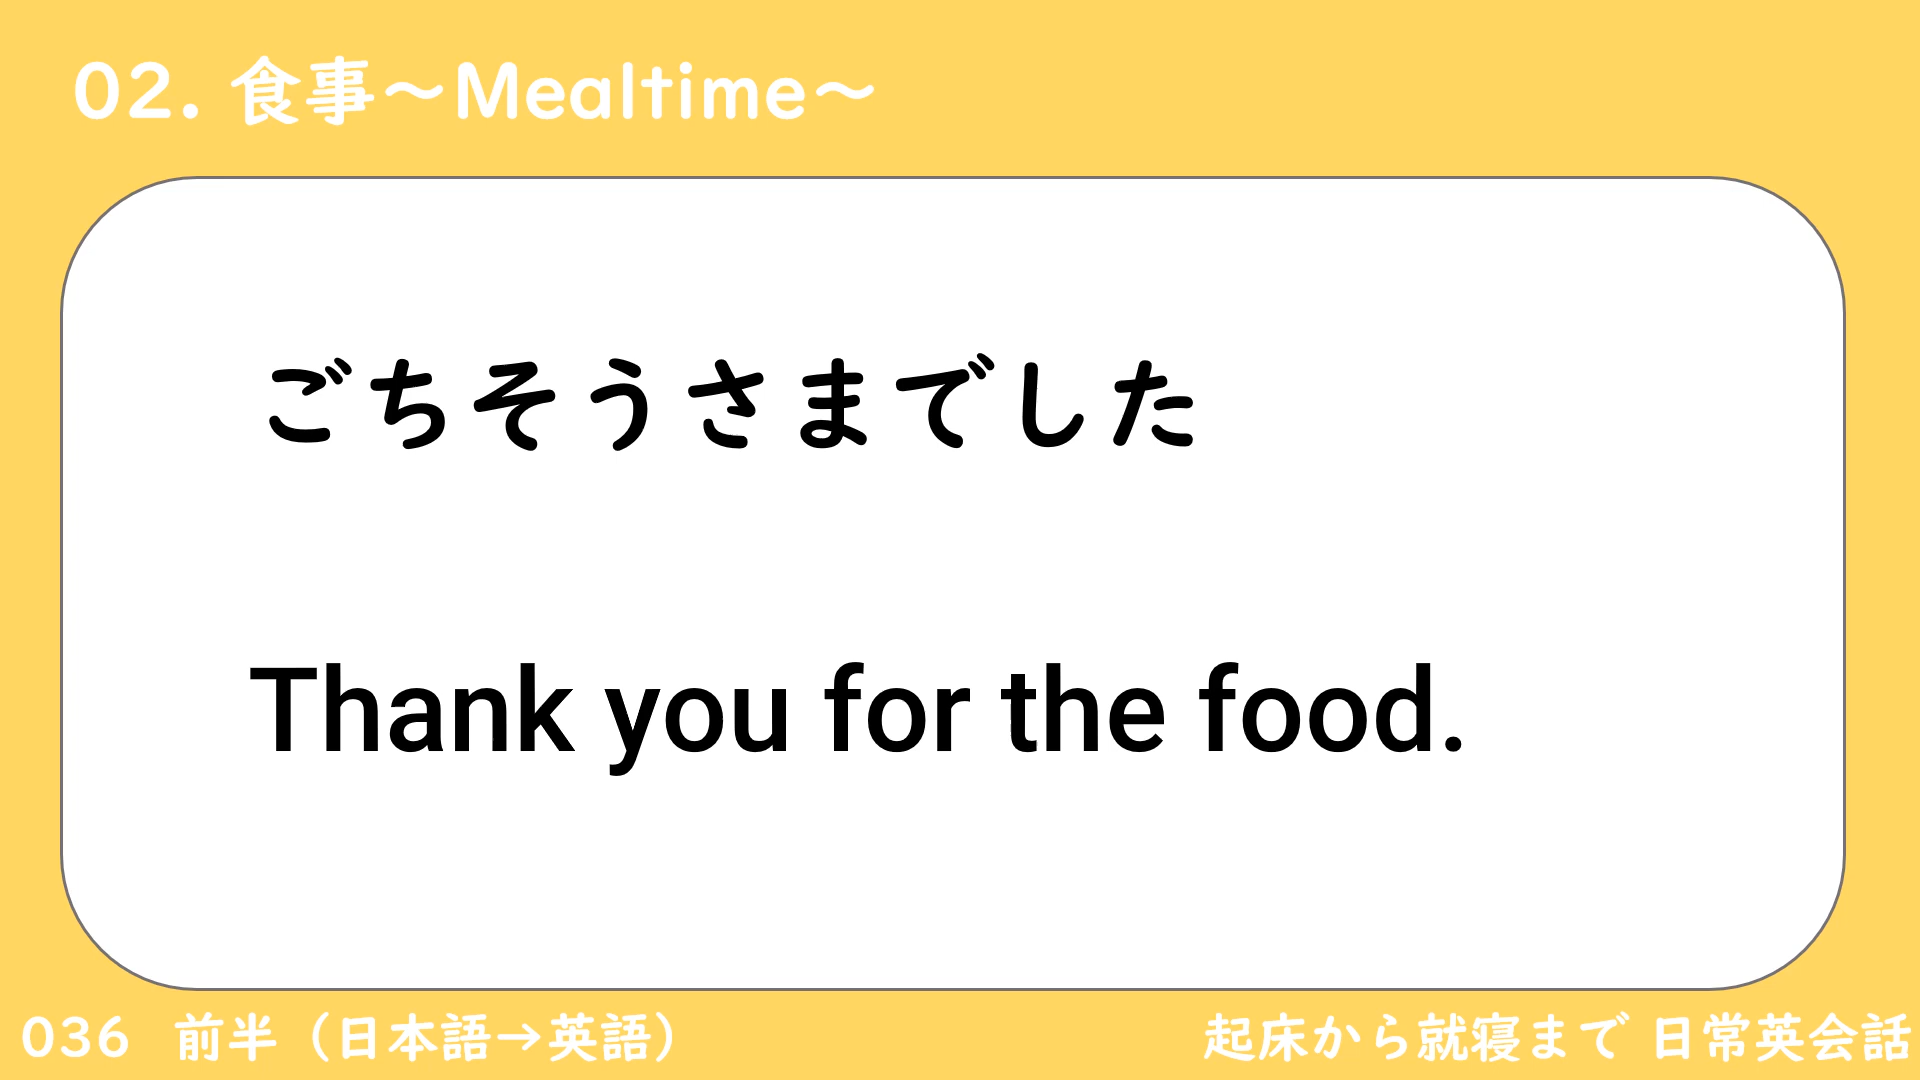 02. 食事〜Mealtime〜
ごちそうさまでした
Thank you for the food.
036 前半（日本語→英語）
起床から就寝まで 日常英会話